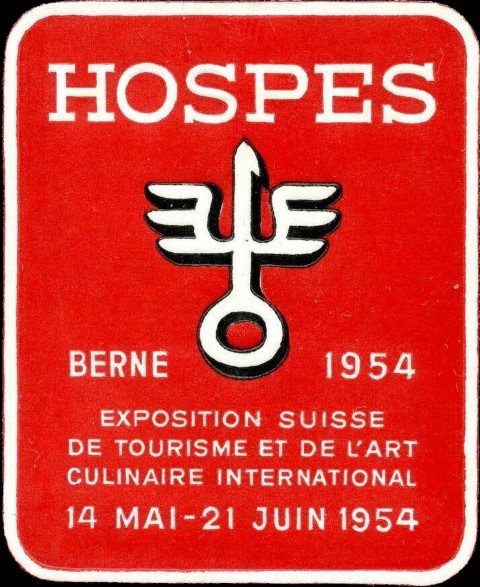 HOSPES
BERNE 1954
EXPOSITION SUISSE
DE TOURISME ET DE L'ART
CULINAIRE INTERNATIONAL
14 MAI-21 JUIN 1954